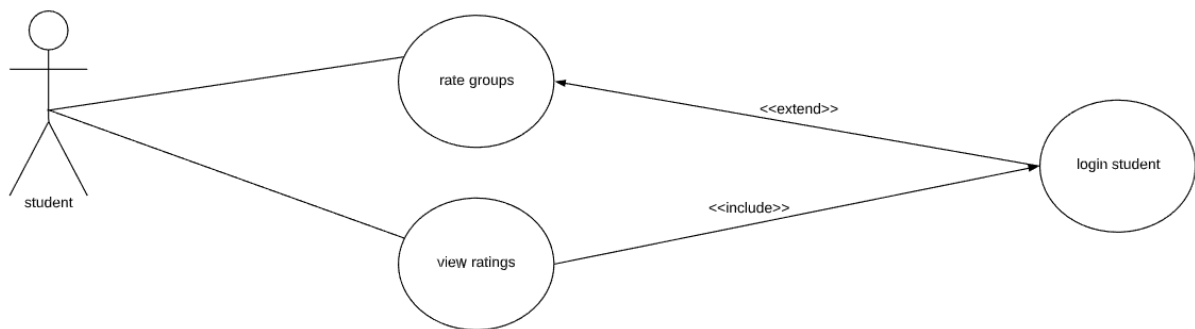 rate groups
<<extend>>
login student
student
<<include>>
view ratings